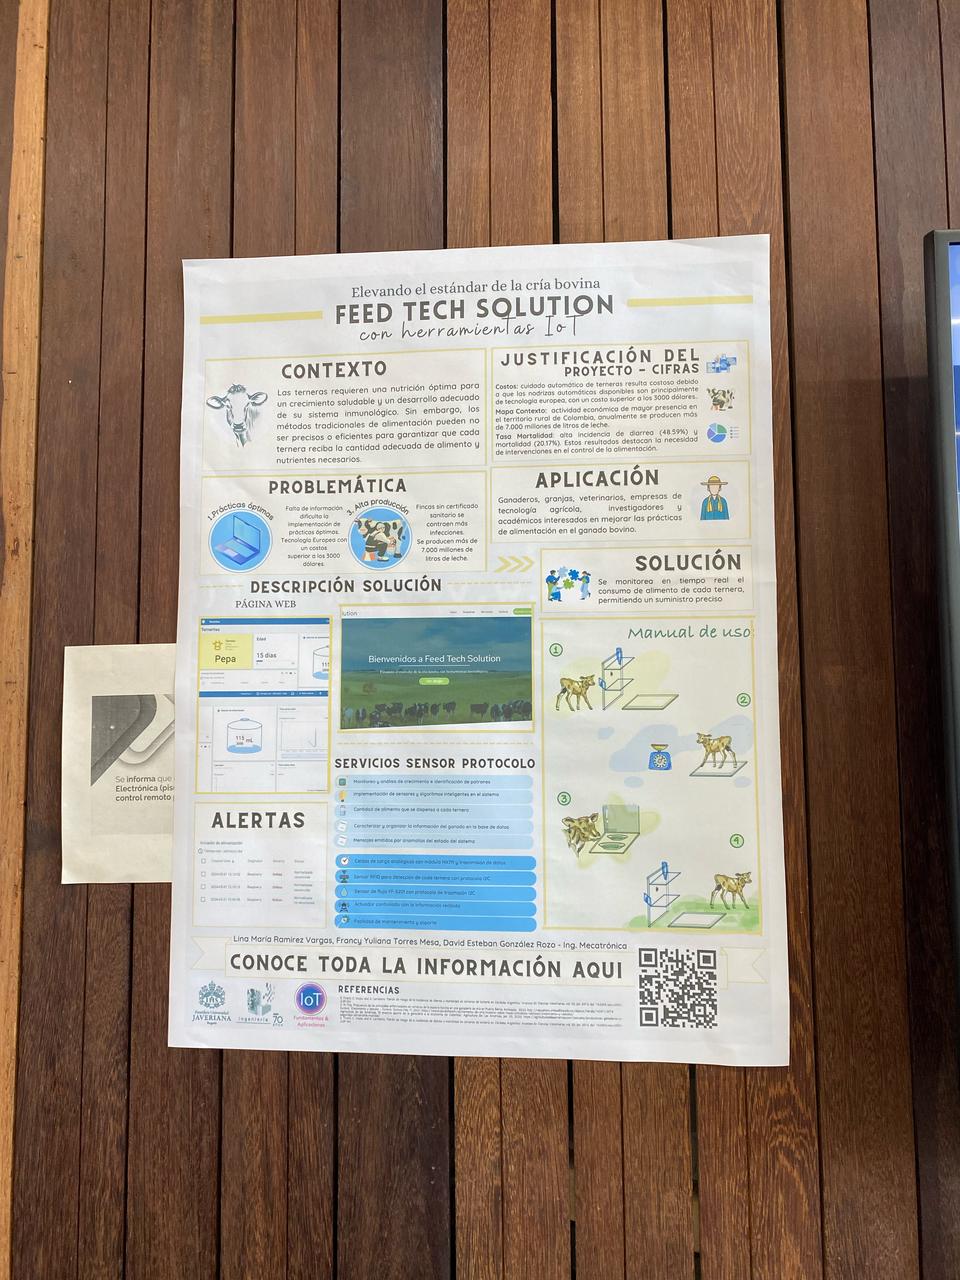 Elevando el estándar de la cría bovina
FEED TECH SOLUTION
con herramientas IoT
CONTEXTO
Las terneras requieren una nutrición óptima para
un crecimiento saludable y un desarrollo adecuado
de su sistema inmunológico. Sin embargo, los
métodos tradicionales de alimentación pueden no
ser precisos o eficientes para garantizar que cada
ternera reciba la cantidad adecuada de alimento y
nutrientes necesarios.
JUSTIFICACIÓN DEL
PROYECTO - CIFRAS
Costos: cuidado automático de terneras resulta costoso debido
a que las nodrizas automáticas disponibles son principalmente
de tecnología europea, con un costo superior a los 3000 dólares.
Mapa Contexto: actividad económica de mayor presencia en
el territorio rural de Colombia, anualmente se producen más
de 7.000 millones de litros de leche.
Tasa Mortalidad: alta incidencia de diarrea (48.59%) y
mortalidad (20.17%). Estos resultados destacan la necesidad
de intervenciones en el control de la alimentación.
PROBLEMÁTICA
1.Prácticas óptimas
Falta de información
dificulta la
implementación de
prácticas óptimas.
Tecnología Europea con
un costos
superior a los 3000
dólares.
3. Alta producción
Fincas sin certificado
sanitario se
contraen más
infecciones.
Se producen más de
7.000 millones de
litros de leche.
APLICACIÓN
Ganaderos, granjas, veterinarios, empresas de
tecnología agrícola, investigadores y
académicos interesados en mejorar las prácticas
de alimentación en el ganado bovino.
SOLUCIÓN
Se monitorea en tiempo real el
consumo de alimento de cada ternera,
permitiendo un suministro preciso
DESCRIPCIÓN SOLUCIÓN
PÁGINA WEB
Terneros
Pepa
Edad
15 días
115 mL
lution
Bienvenidos a Feed Tech Solution
SERVICIOS SENSOR PROTOCOLO
Monitoreo y análisis de crecimiento e identificación de patrones
Implementación de sensores y algoritmos inteligentes en el sistema
Cantidad de alimento que se dispensa a cada ternero
Caracterizar y organizar la información del ganado en la base de datos
Mensajes emitidos por anomalías del estado del sistema
Celdas de carga analógicas con módulo HX711 y trasmisión de datos
Sensor RFID para detección de cada ternero con protocolo I2C
Sensor de flujo YF-S201 con protocolo de trasmisión I2C
Actuador controlado con la información recibida
Facilidad de mantenimiento y soporte
Manual de uso
1
2
3
4
ALERTAS
Lina María Ramirez Vargas, Francy Yuliana Torres Mesa, David Esteban González Rozo - Ing. Mecatrónica
CONOCE TODA LA INFORMACIÓN AQUI
REFERENCIAS
Pontificia Universidad
JAVERIANA
Bogotá
ingeniería 70
años
IoT
Fundamentos &
Aplicaciones
Se informa que
Electrónica (pis
control remoto